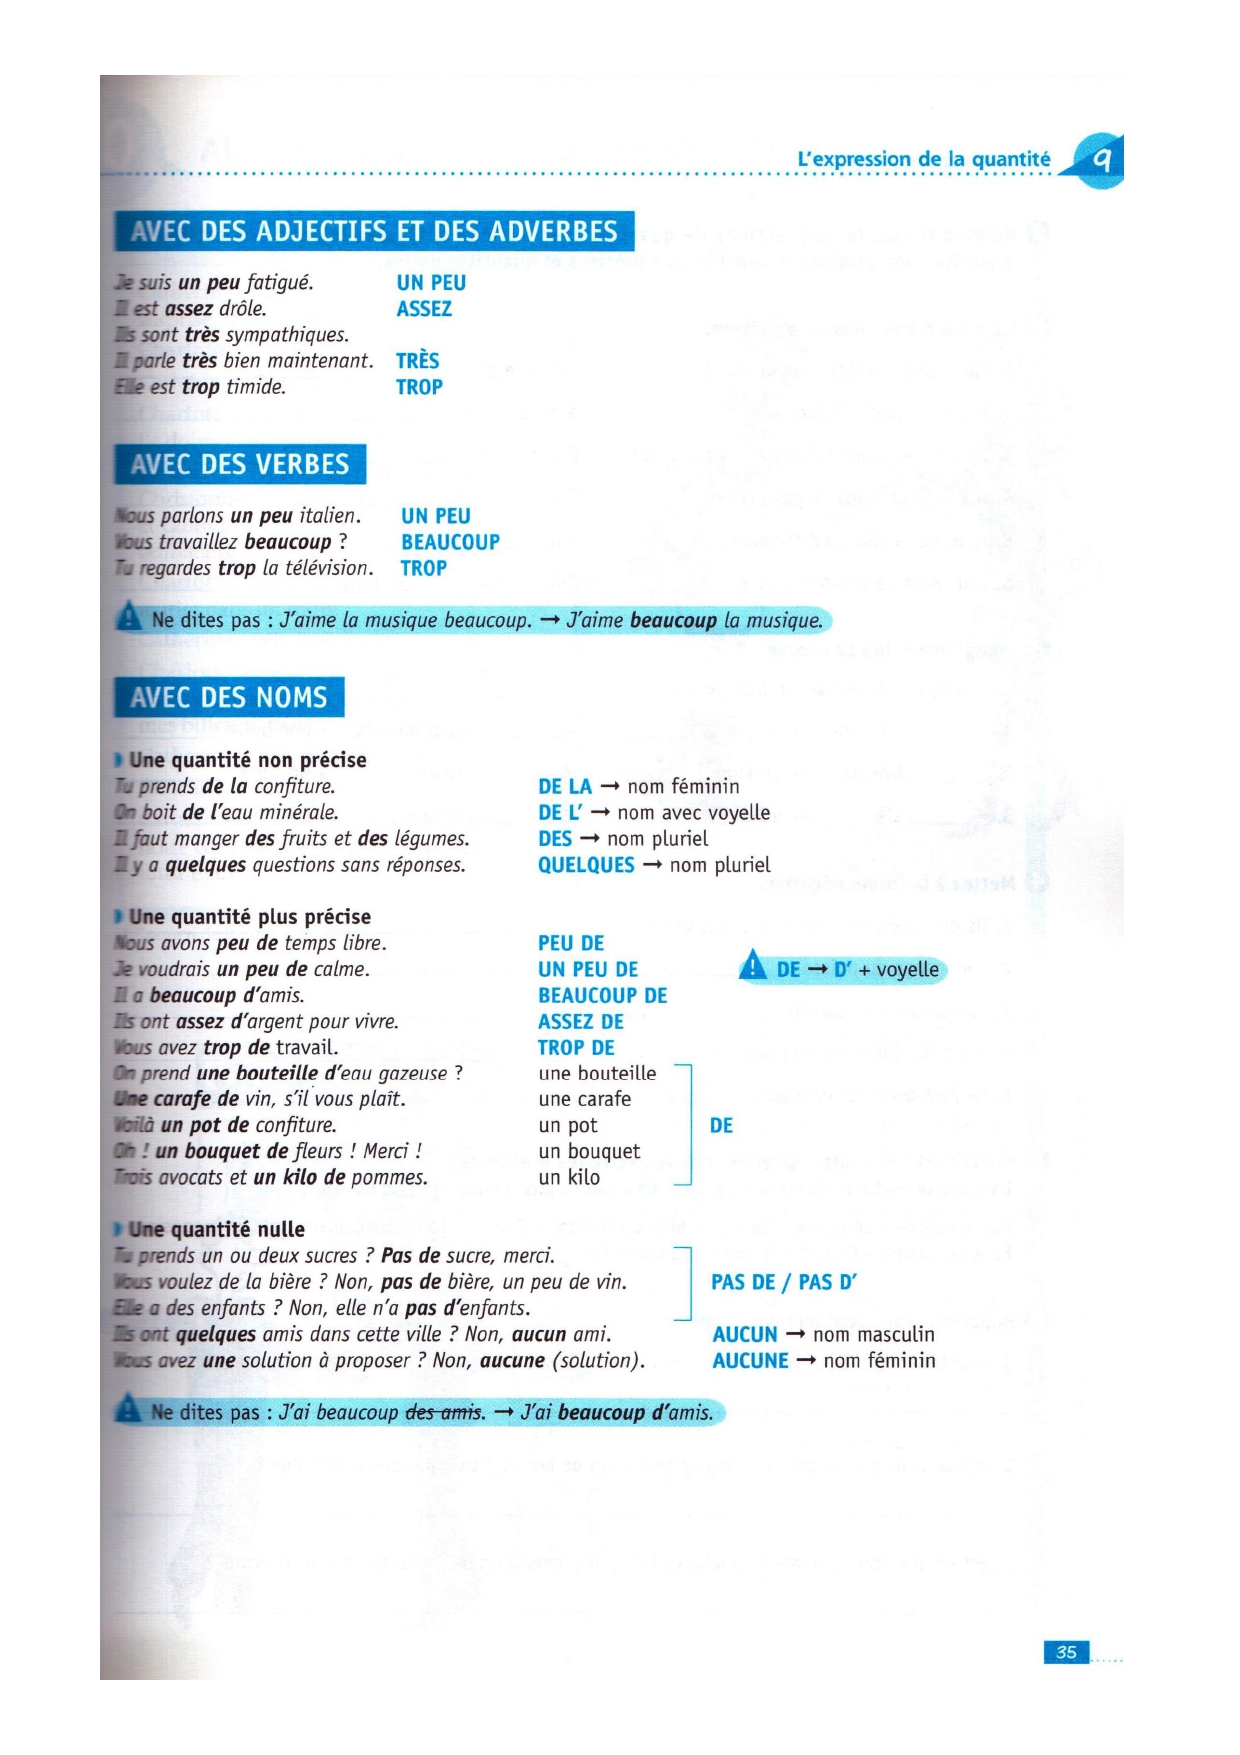 L'expression de la quantité 9
AVEC DES ADJECTIFS ET DES ADVERBES
Je suis un peu fatigué. UN PEU
Il est assez drôle. ASSEZ
Ils sont très sympathiques.
Il parle très bien maintenant. TRÈS
Elle est trop timide. TROP
AVEC DES VERBES
Nous parlons un peu italien. UN PEU
Vous travaillez beaucoup ? BEAUCOUP
Tu regardes trop la télévision. TROP
! Ne dites pas : J'aime la musique beaucoup. → J'aime beaucoup la musique.
AVEC DES NOMS
Une quantité non précise
Tu prends de la confiture. DE LA → nom féminin
On boit de l'eau minérale. DE L' → nom avec voyelle
Il faut manger des fruits et des légumes. DES → nom pluriel
Il y a quelques questions sans réponses. QUELQUES → nom pluriel
Une quantité plus précise
Nous avons peu de temps libre. PEU DE
Je voudrais un peu de calme. UN PEU DE ! DE → D' + voyelle
Il a beaucoup d'amis. BEAUCOUP DE
Ils ont assez d'argent pour vivre. ASSEZ DE
Vous avez trop de travail. TROP DE
On prend une bouteille d'eau gazeuse ? une bouteille
Une carafe de vin, s'il vous plaît. une carafe
Voilà un pot de confiture. un pot DE
Oh ! un bouquet de fleurs ! Merci ! un bouquet
Trois avocats et un kilo de pommes. un kilo
Une quantité nulle
Tu prends un ou deux sucres ? Pas de sucre, merci.
Vous voulez de la bière ? Non, pas de bière, un peu de vin. PAS DE / PAS D'
Elle a des enfants ? Non, elle n'a pas d'enfants.
Ils ont quelques amis dans cette ville ? Non, aucun ami. AUCUN → nom masculin
Vous avez une solution à proposer ? Non, aucune (solution). AUCUNE → nom féminin
! Ne dites pas : J'ai beaucoup des amis. → J'ai beaucoup d'amis.
35